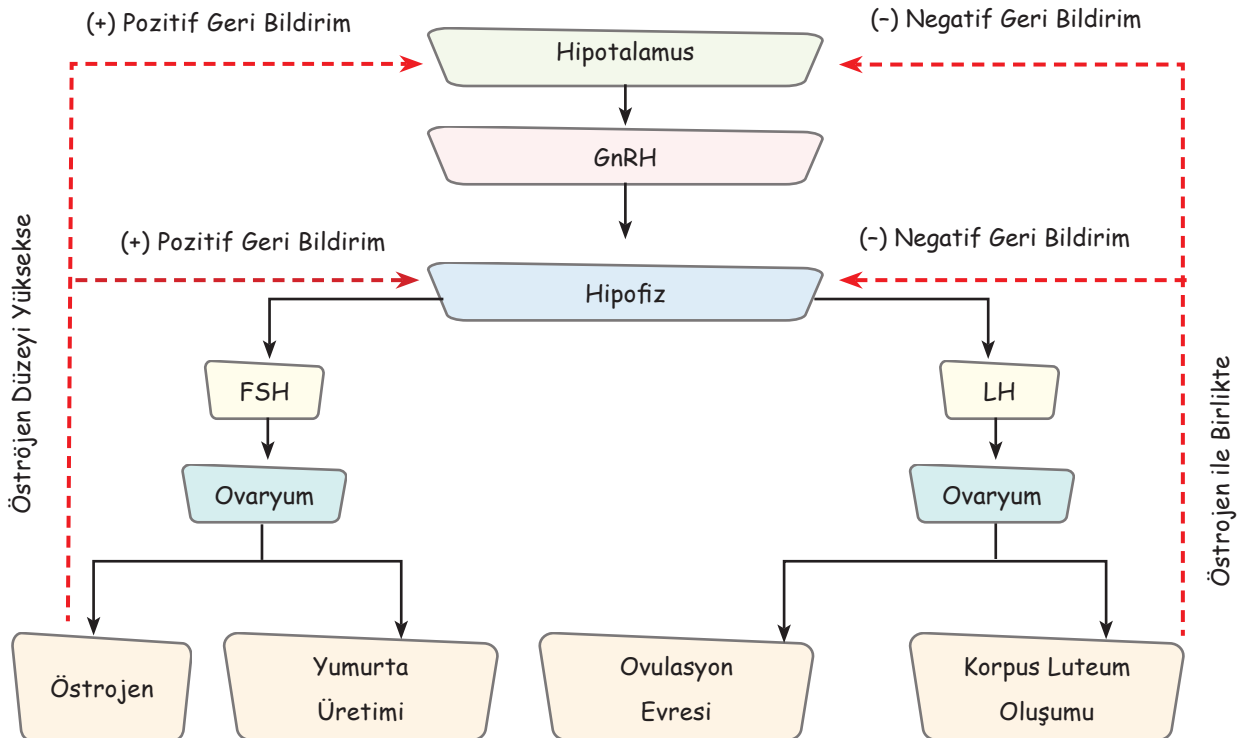 (+) Pozitif Geri Bildirim
(–) Negatif Geri Bildirim
Hipotalamus
GnRH
(+) Pozitif Geri Bildirim
(–) Negatif Geri Bildirim
Hipofiz
Öströjen Düzeyi Yüksekse
Östrojen ile Birlikte
FSH
LH
Ovaryum
Ovaryum
Östrojen
Yumurta
Üretimi
Ovulasyon
Evresi
Korpus Luteum
Oluşumu